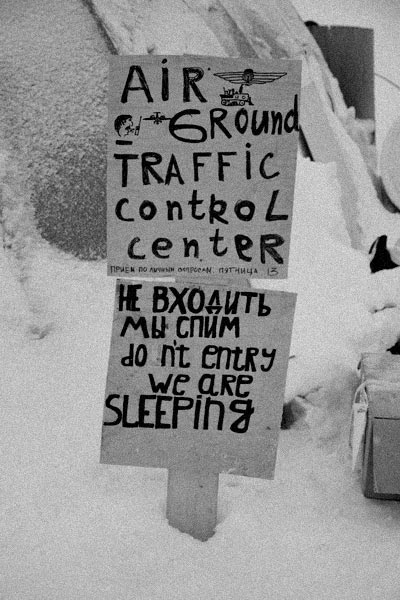 AiR
GRound
TRAFFiC
controL
centeR
ПРИЕМ ПО ЛИЧНЫМ ВОПРОСАМ. ПЯТНИЦА 13
НЕ ВХОДИТЬ
МЫ СПИМ
do n't entry
we are
SLEEPiNg